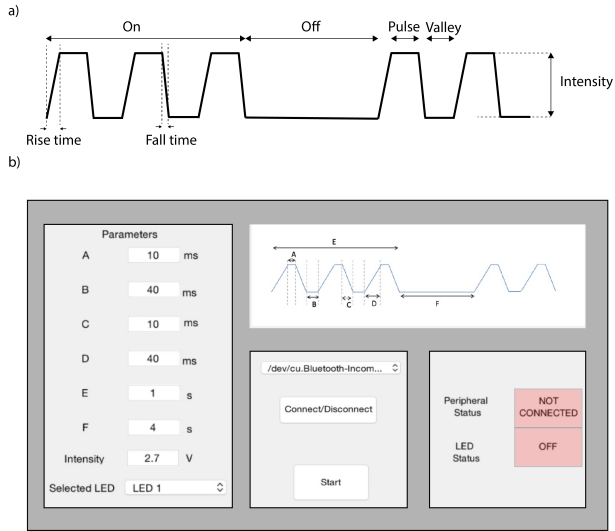 a)
On
Off
Pulse
Valley
Intensity
Rise time
Fall time
b)
Parameters
A 10 ms
B 40 ms
C 10 ms
D 40 ms
E 1 s
F 4 s
Intensity 2.7 V
Selected LED LED 1
E
A
B
C
D
F
/dev/cu.Bluetooth-Incom...
Connect/Disconnect
Start
Peripheral
Status
NOT
CONNECTED
LED
Status
OFF